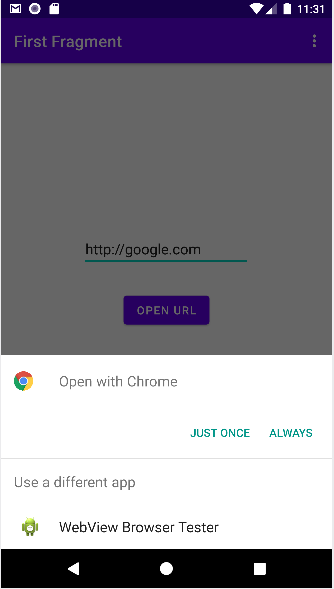 11:31
First Fragment
http://google.com
OPEN URL
Open with Chrome
JUST ONCE ALWAYS
Use a different app
WebView Browser Tester